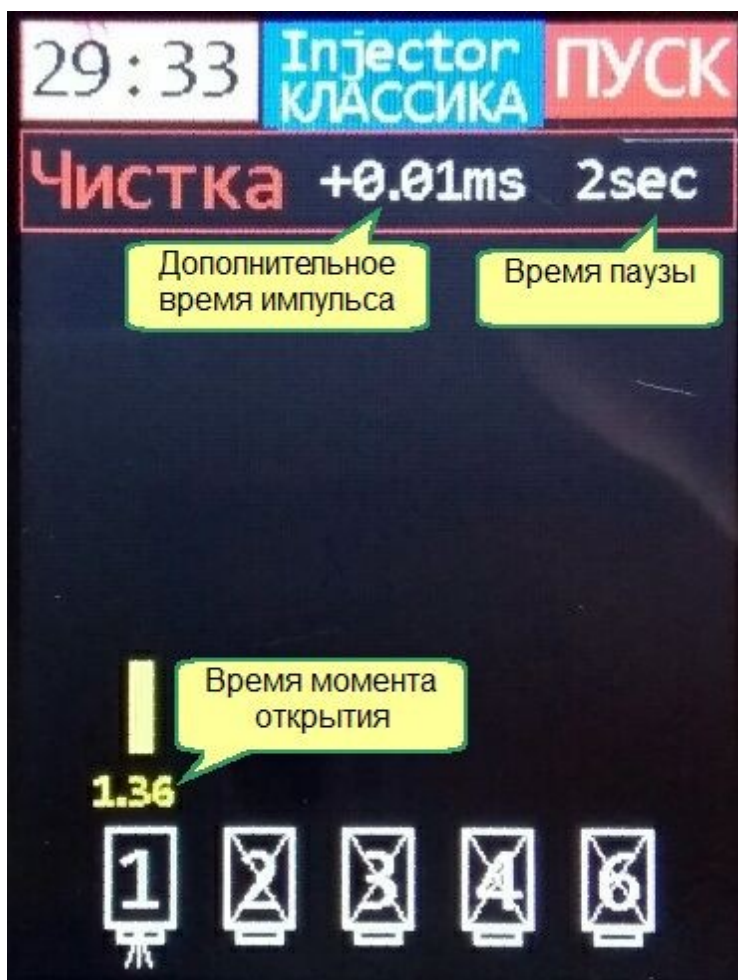 29:33
Injector
КЛАССИКА
ПУСК
Чистка +0.01ms 2sec
Дополнительное
время импульса
Время паузы
Время момента
открытия
1.36
1 2 3 4 6